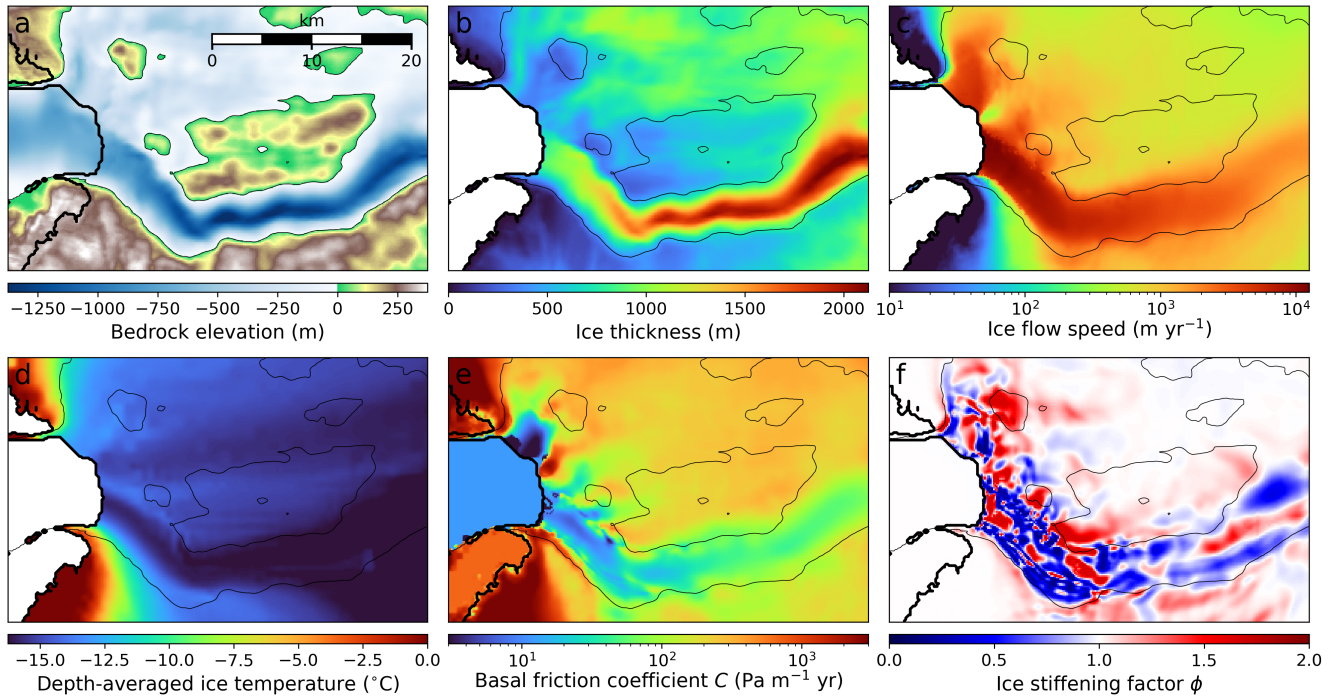 a
km
0 10 20
b
c
−1250 −1000 −750 −500 −250 0 250
Bedrock elevation (m)
0 500 1000 1500 2000
Ice thickness (m)
10¹ 10² 10³ 10⁴
Ice flow speed (m yr⁻¹)
d
e
f
−15.0 −12.5 −10.0 −7.5 −5.0 −2.5 0.0
Depth-averaged ice temperature (°C)
10¹ 10² 10³
Basal friction coefficient C (Pa m⁻¹ yr)
0.0 0.5 1.0 1.5 2.0
Ice stiffening factor ϕ